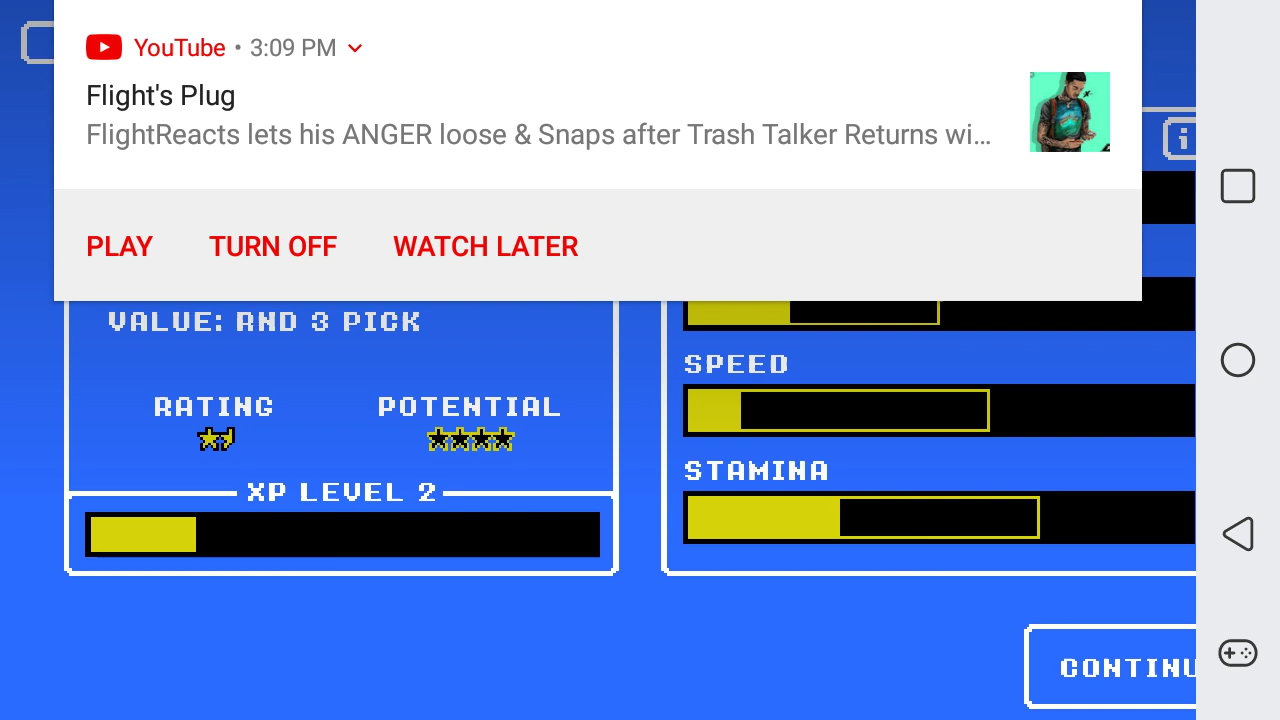 YouTube • 3:09 PM
Flight's Plug
FlightReacts lets his ANGER loose & Snaps after Trash Talker Returns wi...
PLAY TURN OFF WATCH LATER
VALUE: RND 3 PICK
RATING POTENTIAL
XP LEVEL 2
i
SPEED
STAMINA
CONTINU